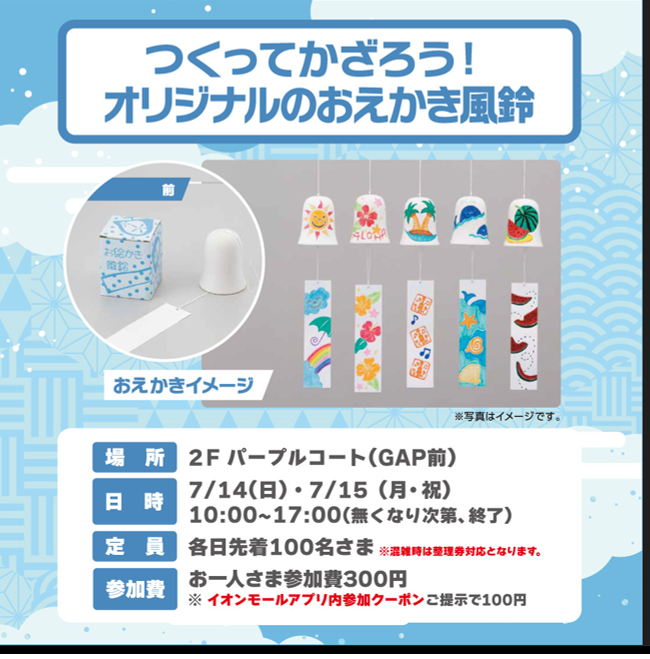 つくってかざろう!
オリジナルのおえかき風鈴
前
お絵かき
風鈴
ALOHA
おえかきイメージ
※写真はイメージです。
場 所 2F パープルコート(GAP前)
日 時 7/14(日)・7/15(月・祝)
10:00~17:00(無くなり次第、終了)
定 員 各日先着100名さま ※混雑時は整理券対応となります。
参加費 お一人さま参加費300円
※ イオンモールアプリ内参加クーポンご提示で100円